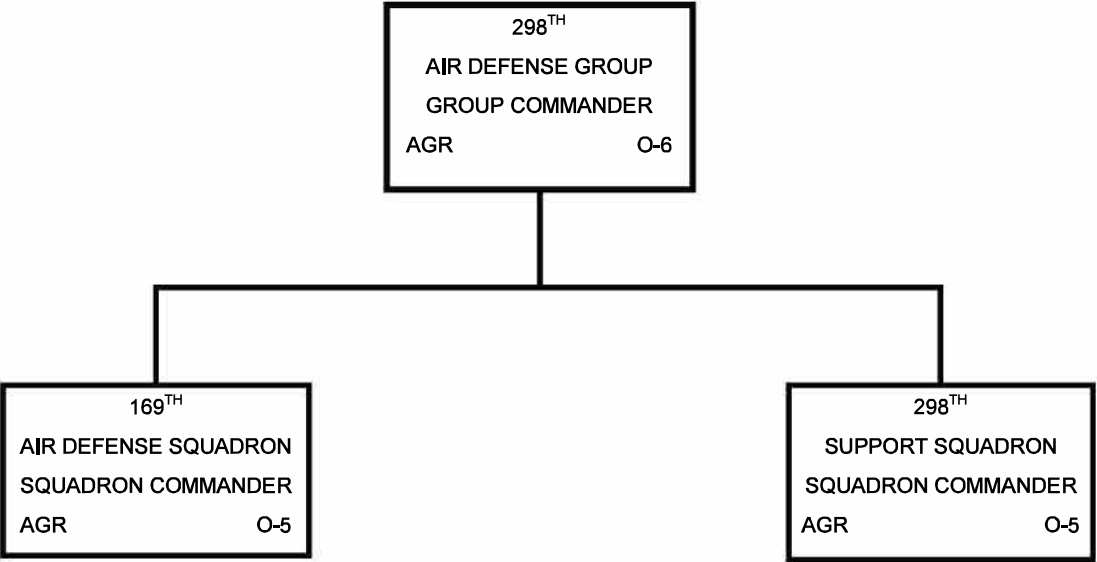 298TH
AIR DEFENSE GROUP
GROUP COMMANDER
AGR O-6
169TH
AIR DEFENSE SQUADRON
SQUADRON COMMANDER
AGR O-5
298TH
SUPPORT SQUADRON
SQUADRON COMMANDER
AGR O-5